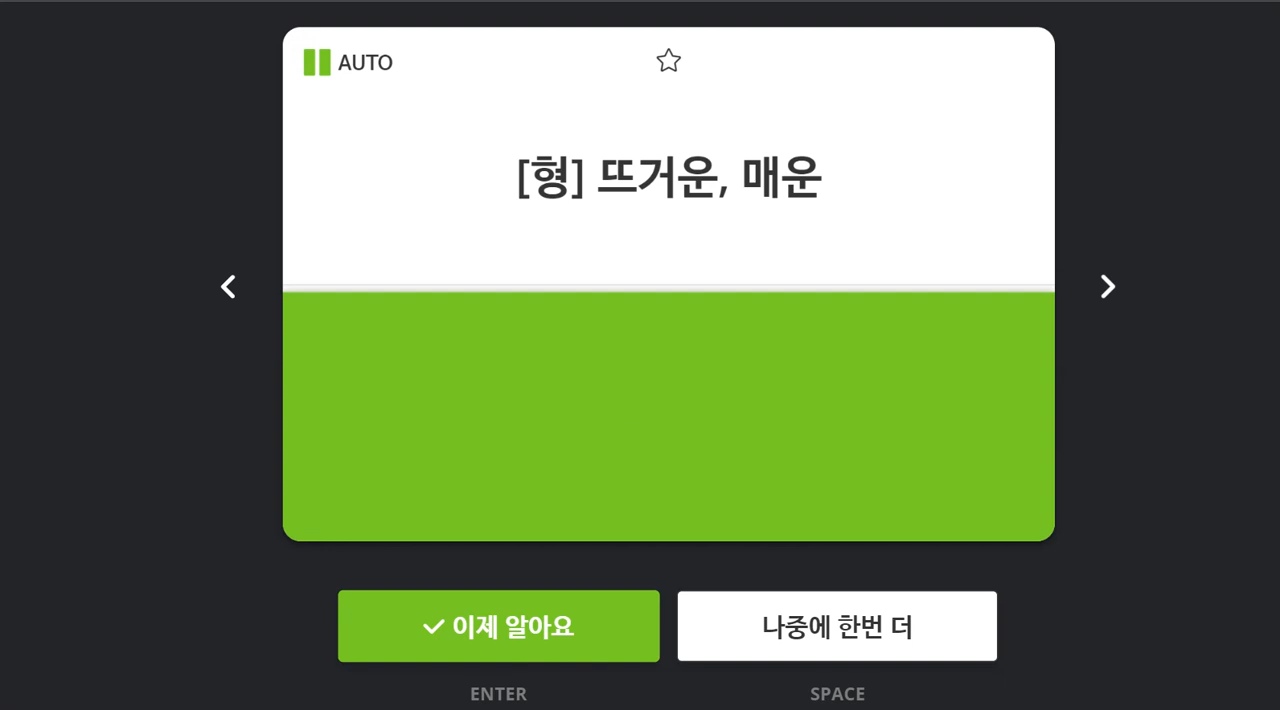 AUTO
[형] 뜨거운, 매운
이제 알아요
나중에 한번 더
ENTER
SPACE